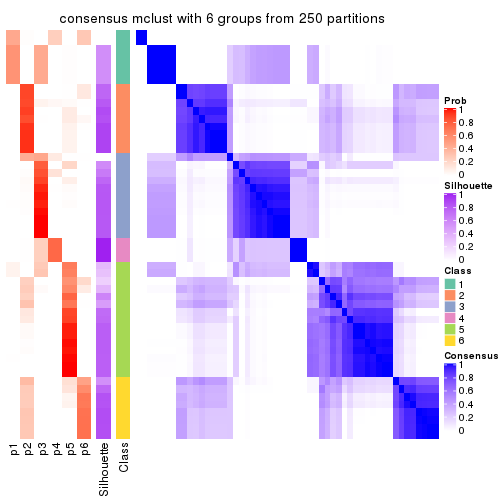 consensus mclust with 6 groups from 250 partitions
Prob
1
0.8
0.6
0.4
0.2
0
Silhouette
1
0.8
0.6
0.4
0.2
0
Class
1
2
3
4
5
6
Consensus
1
0.8
0.6
0.4
0.2
0
p1
p2
p3
p4
p5
p6
Silhouette
Class